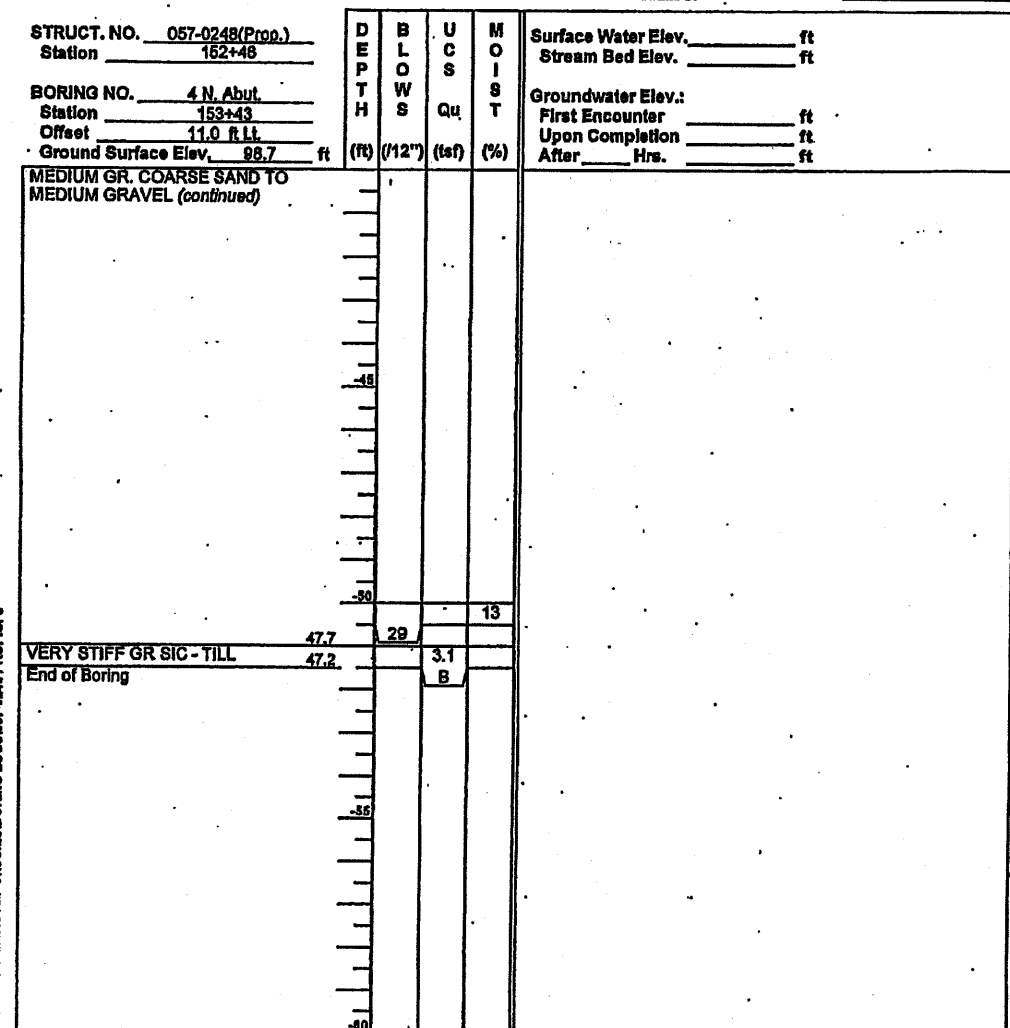 STRUCT. NO. 057-0248(Prop.)
Station 152+48
BORING NO. 4 N. Abut.
Station 153+43
Offset 11.0 ft Lt.
Ground Surface Elev. 98.7 ft
DEPTH (ft)
BLOWS (/12")
UCS Qu (tsf)
MOIST (%)
Surface Water Elev. ft
Stream Bed Elev. ft
Groundwater Elev.:
First Encounter ft
Upon Completion ft
After Hrs. ft
MEDIUM GR. COARSE SAND TO
MEDIUM GRAVEL (continued)
-45
-50
13
47.7 29
VERY STIFF GR SIC - TILL 47.2 3.1
End of Boring B
-55
-60